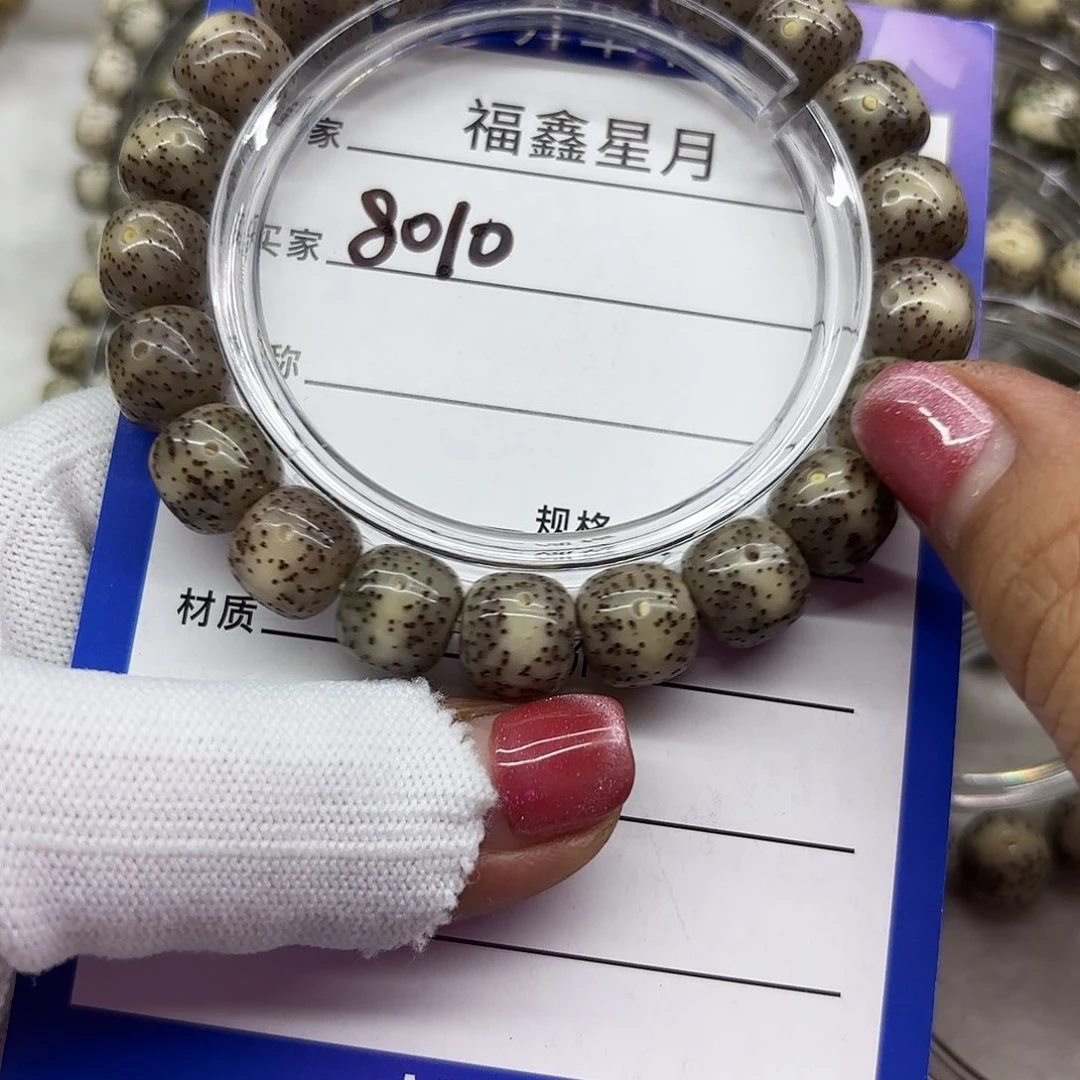 家 福鑫星月
买家 8010
称
规格
材质